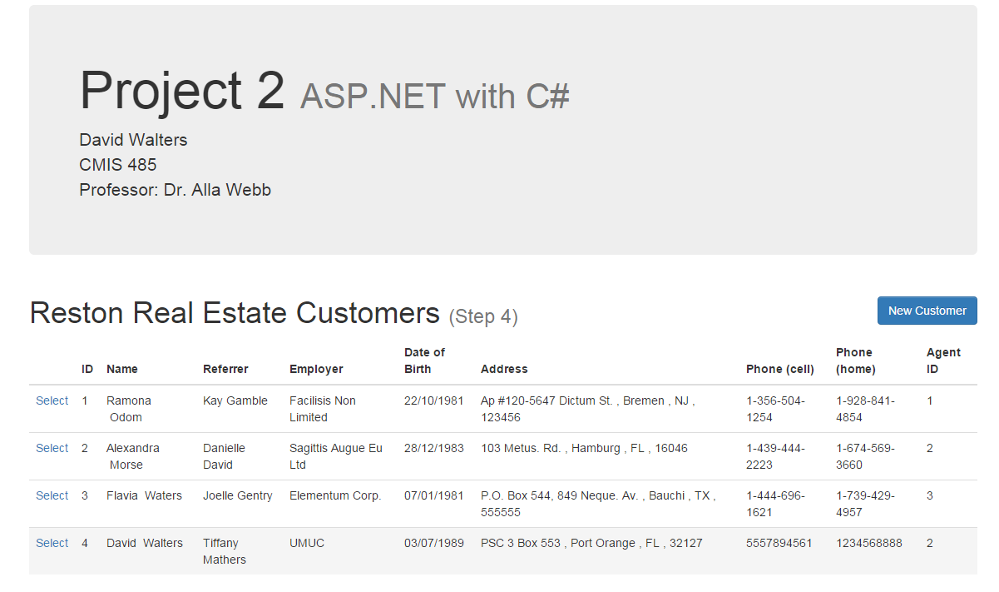 Project 2 ASP.NET with C#
David Walters
CMIS 485
Professor: Dr. Alla Webb
Reston Real Estate Customers (Step 4)
New Customer
Date of Phone Agent
ID Name Referrer Employer Birth Address Phone (cell) (home) ID
Select 1 Ramona Kay Gamble Facilisis Non 22/10/1981 Ap #120-5647 Dictum St. , Bremen , NJ , 1-356-504- 1-928-841- 1
Odom Limited 123456 1254 4854
Select 2 Alexandra Danielle Sagittis Augue Eu 28/12/1983 103 Metus. Rd. , Hamburg , FL , 16046 1-439-444- 1-674-569- 2
Morse David Ltd 2223 3660
Select 3 Flavia Waters Joelle Gentry Elementum Corp. 07/01/1981 P.O. Box 544, 849 Neque. Av. , Bauchi , TX , 1-444-696- 1-739-429- 3
555555 1621 4957
Select 4 David Walters Tiffany UMUC 03/07/1989 PSC 3 Box 553 , Port Orange , FL , 32127 5557894561 1234568888 2
Mathers